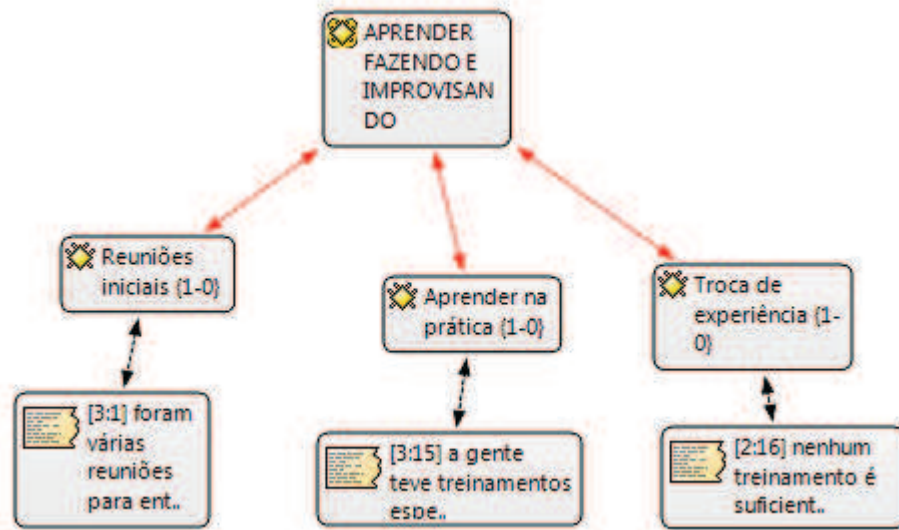 APRENDER
FAZENDO E
IMPROVISAN
DO
Reuniões
iniciais {1-0}
Aprender na
prática {1-0}
Troca de
experiência {1-
0}
[3:1] foram
várias
reuniões
para ent..
[3:15] a gente
teve treinamentos
espe..
[2:16] nenhum
treinamento é
suficient..